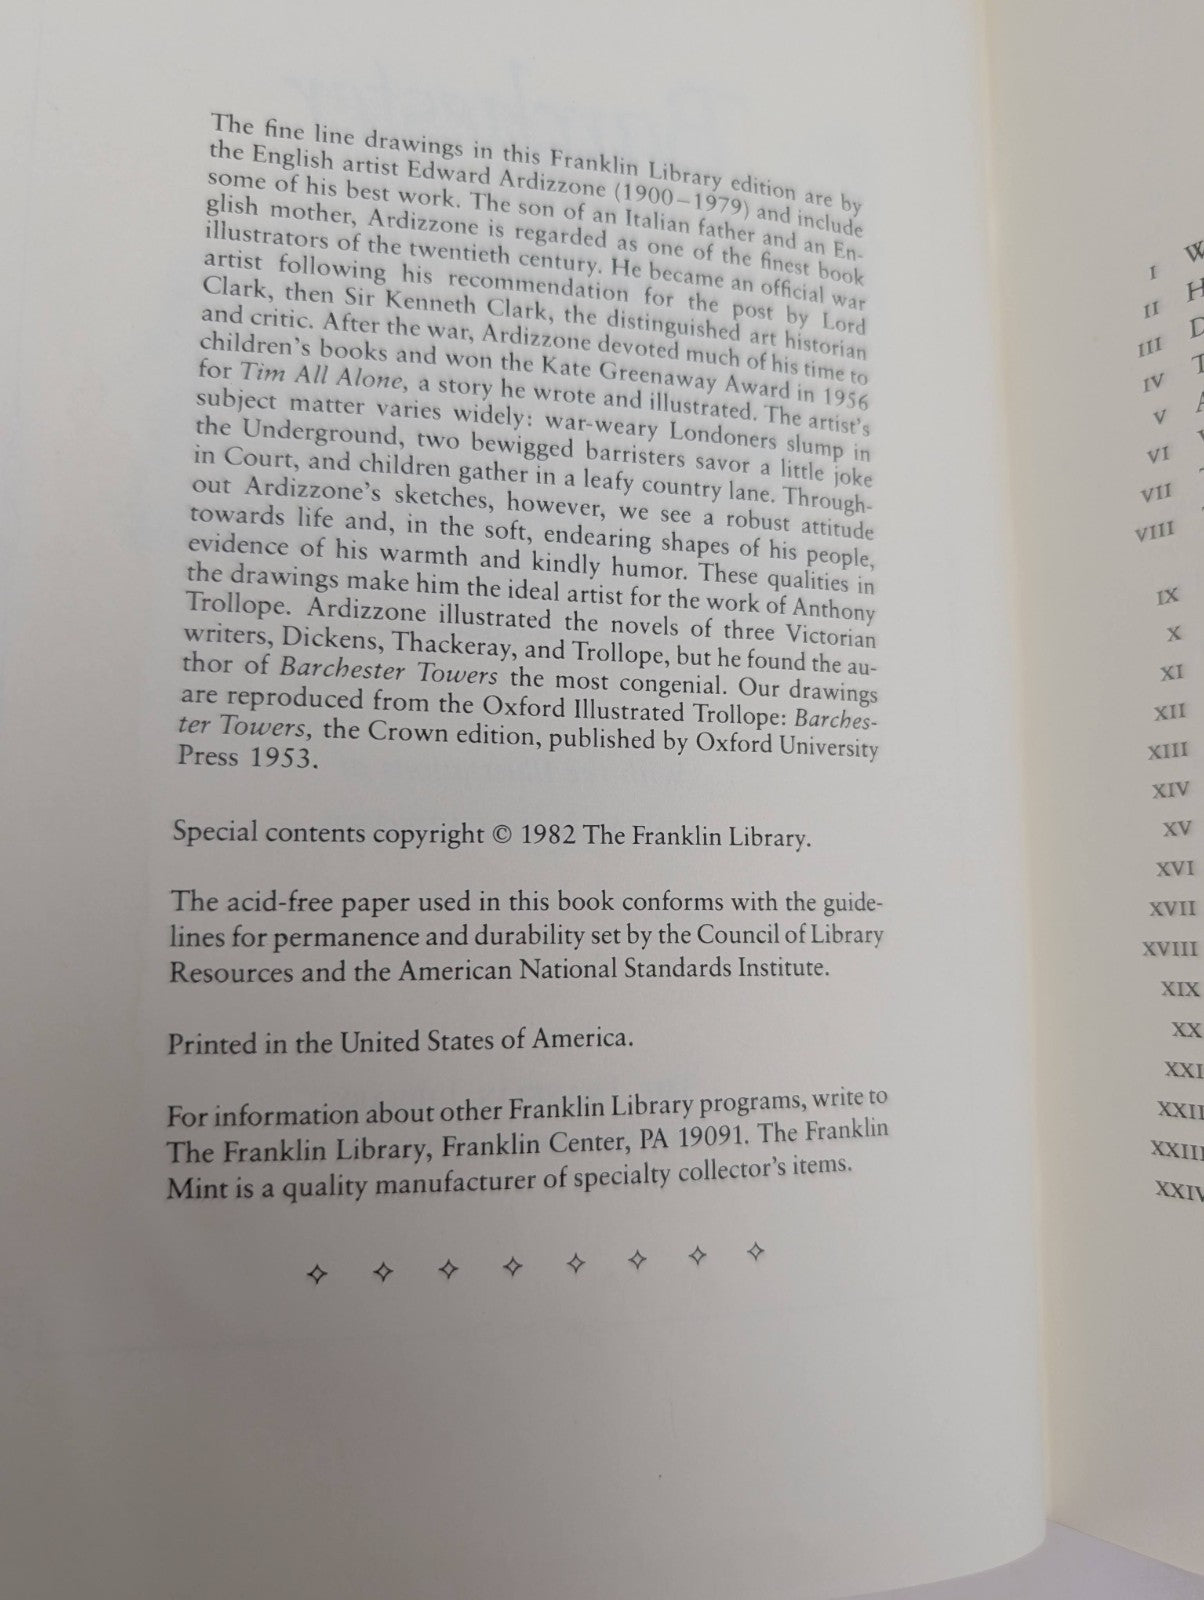 The fine line drawings in this Franklin Library edition are by
the English artist Edward Ardizzone (1900–1979) and include
some of his best work. The son of an Italian father and an En-
glish mother, Ardizzone is regarded as one of the finest book
illustrators of the twentieth century. He became an official war
artist following his recommendation for the post by Lord
Clark, then Sir Kenneth Clark, the distinguished art historian
and critic. After the war, Ardizzone devoted much of his time to
children's books and won the Kate Greenaway Award in 1956
for Tim All Alone, a story he wrote and illustrated. The artist's
subject matter varies widely: war-weary Londoners slump in
the Underground, two bewigged barristers savor a little joke
in Court, and children gather in a leafy country lane. Through-
out Ardizzone's sketches, however, we see a robust attitude
towards life and, in the soft, endearing shapes of his people,
evidence of his warmth and kindly humor. These qualities in
the drawings make him the ideal artist for the work of Anthony
Trollope. Ardizzone illustrated the novels of three Victorian
writers, Dickens, Thackeray, and Trollope, but he found the au-
thor of Barchester Towers the most congenial. Our drawings
are reproduced from the Oxford Illustrated Trollope: Barches-
ter Towers, the Crown edition, published by Oxford University
Press 1953.
Special contents copyright © 1982 The Franklin Library.
The acid-free paper used in this book conforms with the guide-
lines for permanence and durability set by the Council of Library
Resources and the American National Standards Institute.
Printed in the United States of America.
For information about other Franklin Library programs, write to
The Franklin Library, Franklin Center, PA 19091. The Franklin
Mint is a quality manufacturer of specialty collector's items.
I W
II H
III D
IV T
V A
VI
VII
VIII
IX
X
XI
XII
XIII
XIV
XV
XVI
XVII
XVIII
XIX
XX
XXI
XXII
XXIII
XXIV